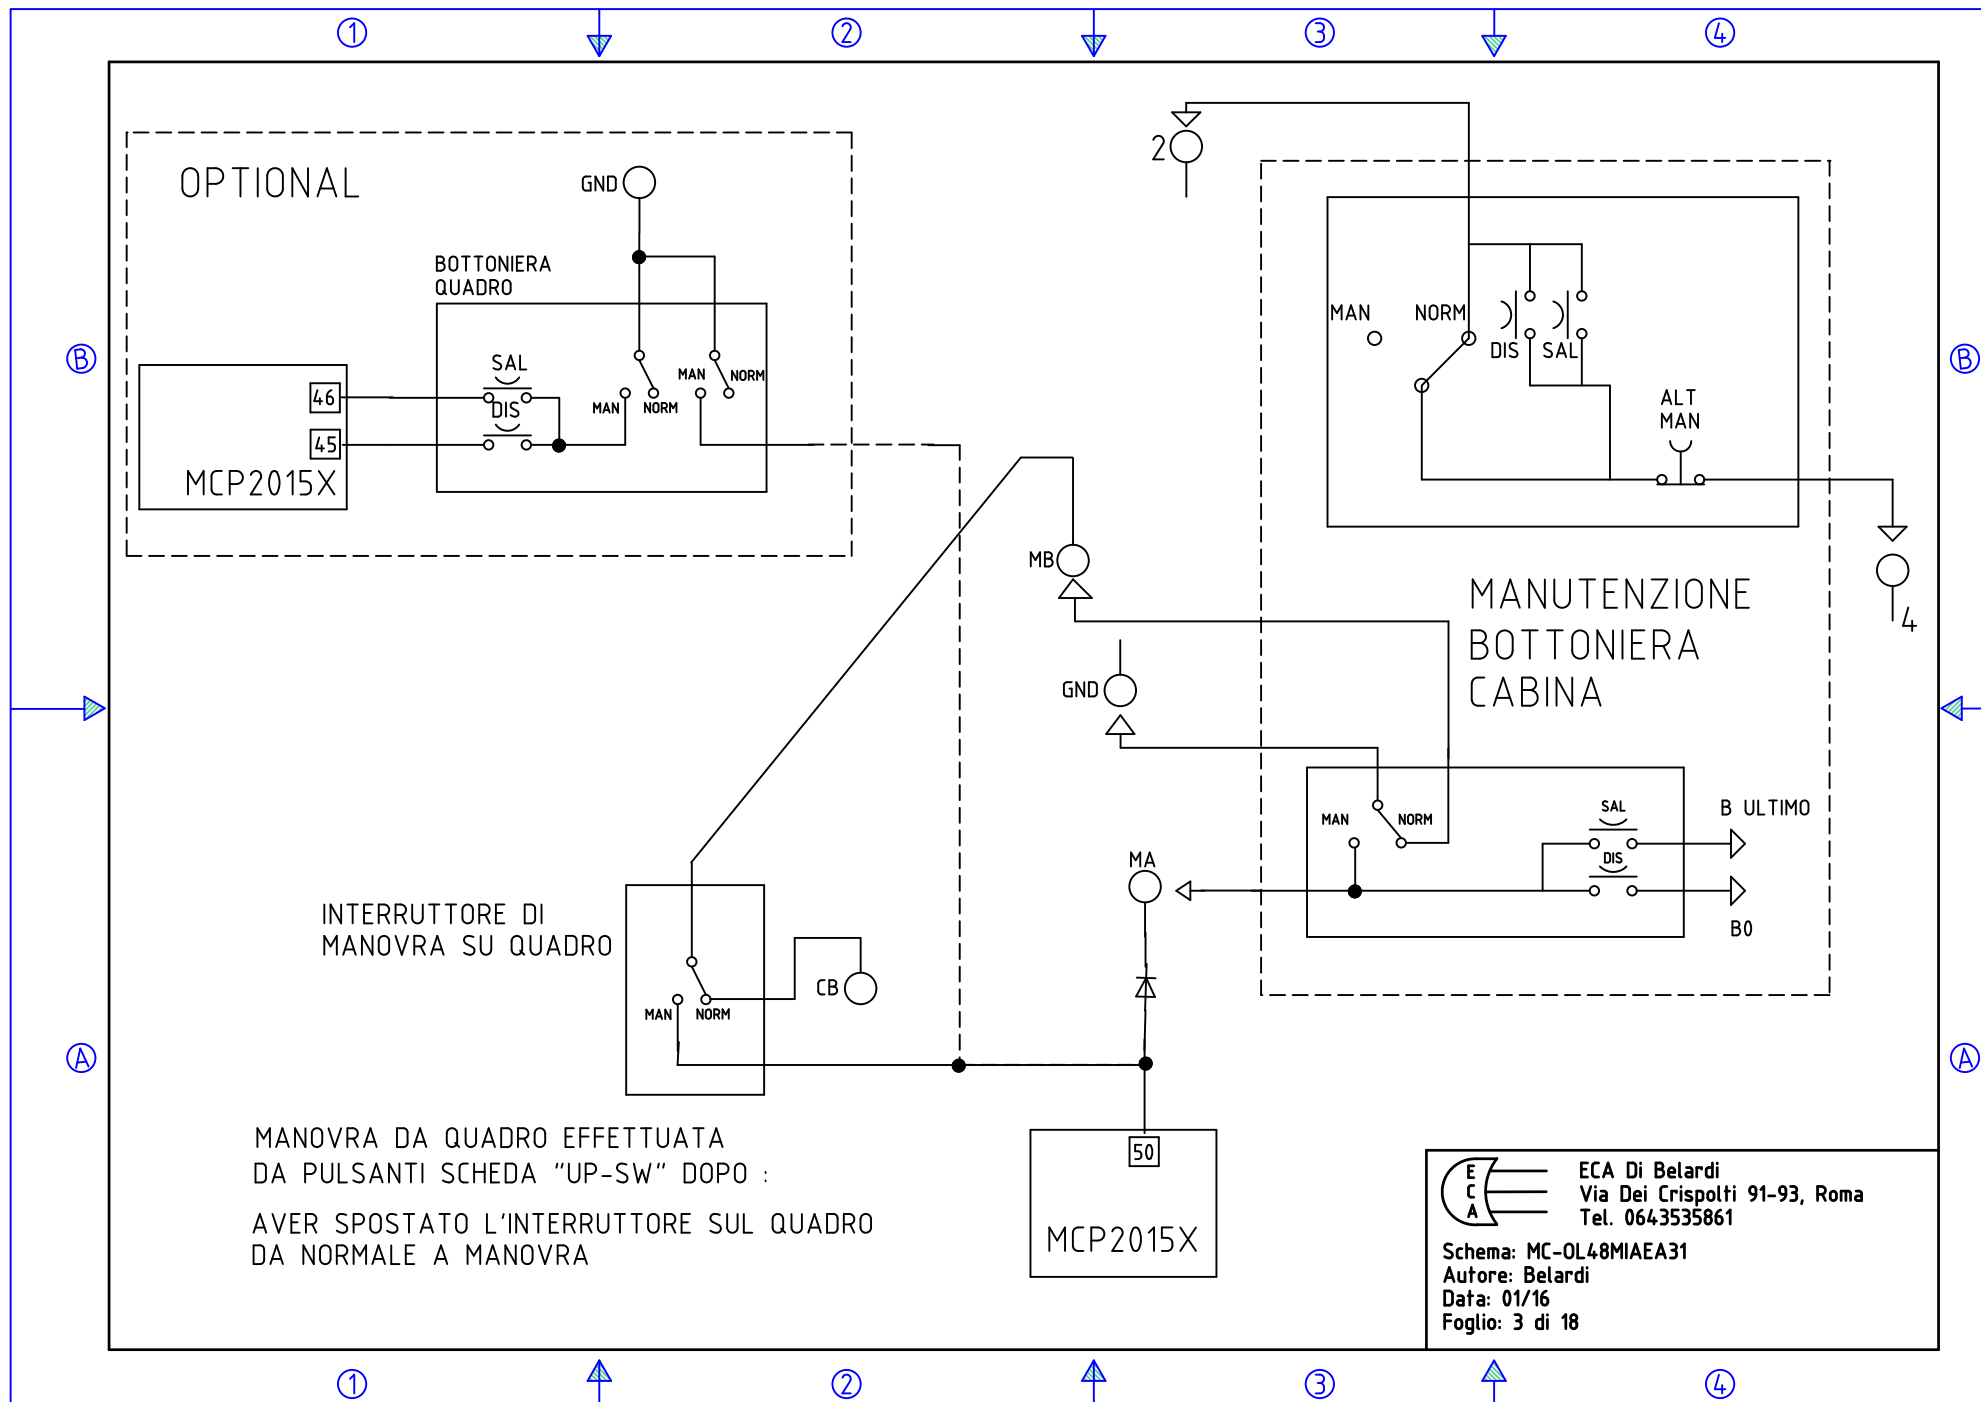 1
2
3
4
OPTIONAL
GND
BOTTONIERA
QUADRO
SAL
DIS
46
45
MCP2015X
MAN
NORM
MAN
NORM
2
MAN
NORM
DIS
SAL
ALT
MAN
4
B
B
MB
GND
MANUTENZIONE
BOTTONIERA
CABINA
MAN
NORM
SAL
DIS
B ULTIMO
B0
MA
INTERRUTTORE DI
MANOVRA SU QUADRO
CB
MAN
NORM
A
A
MANOVRA DA QUADRO EFFETTUATA
DA PULSANTI SCHEDA "UP-SW" DOPO :
AVER SPOSTATO L'INTERRUTTORE SUL QUADRO
DA NORMALE A MANOVRA
50
MCP2015X
E
C
A
ECA Di Belardi
Via Dei Crispolti 91-93, Roma
Tel. 0643535861
Schema: MC-OL48MIAEA31
Autore: Belardi
Data: 01/16
Foglio: 3 di 18
1
2
3
4